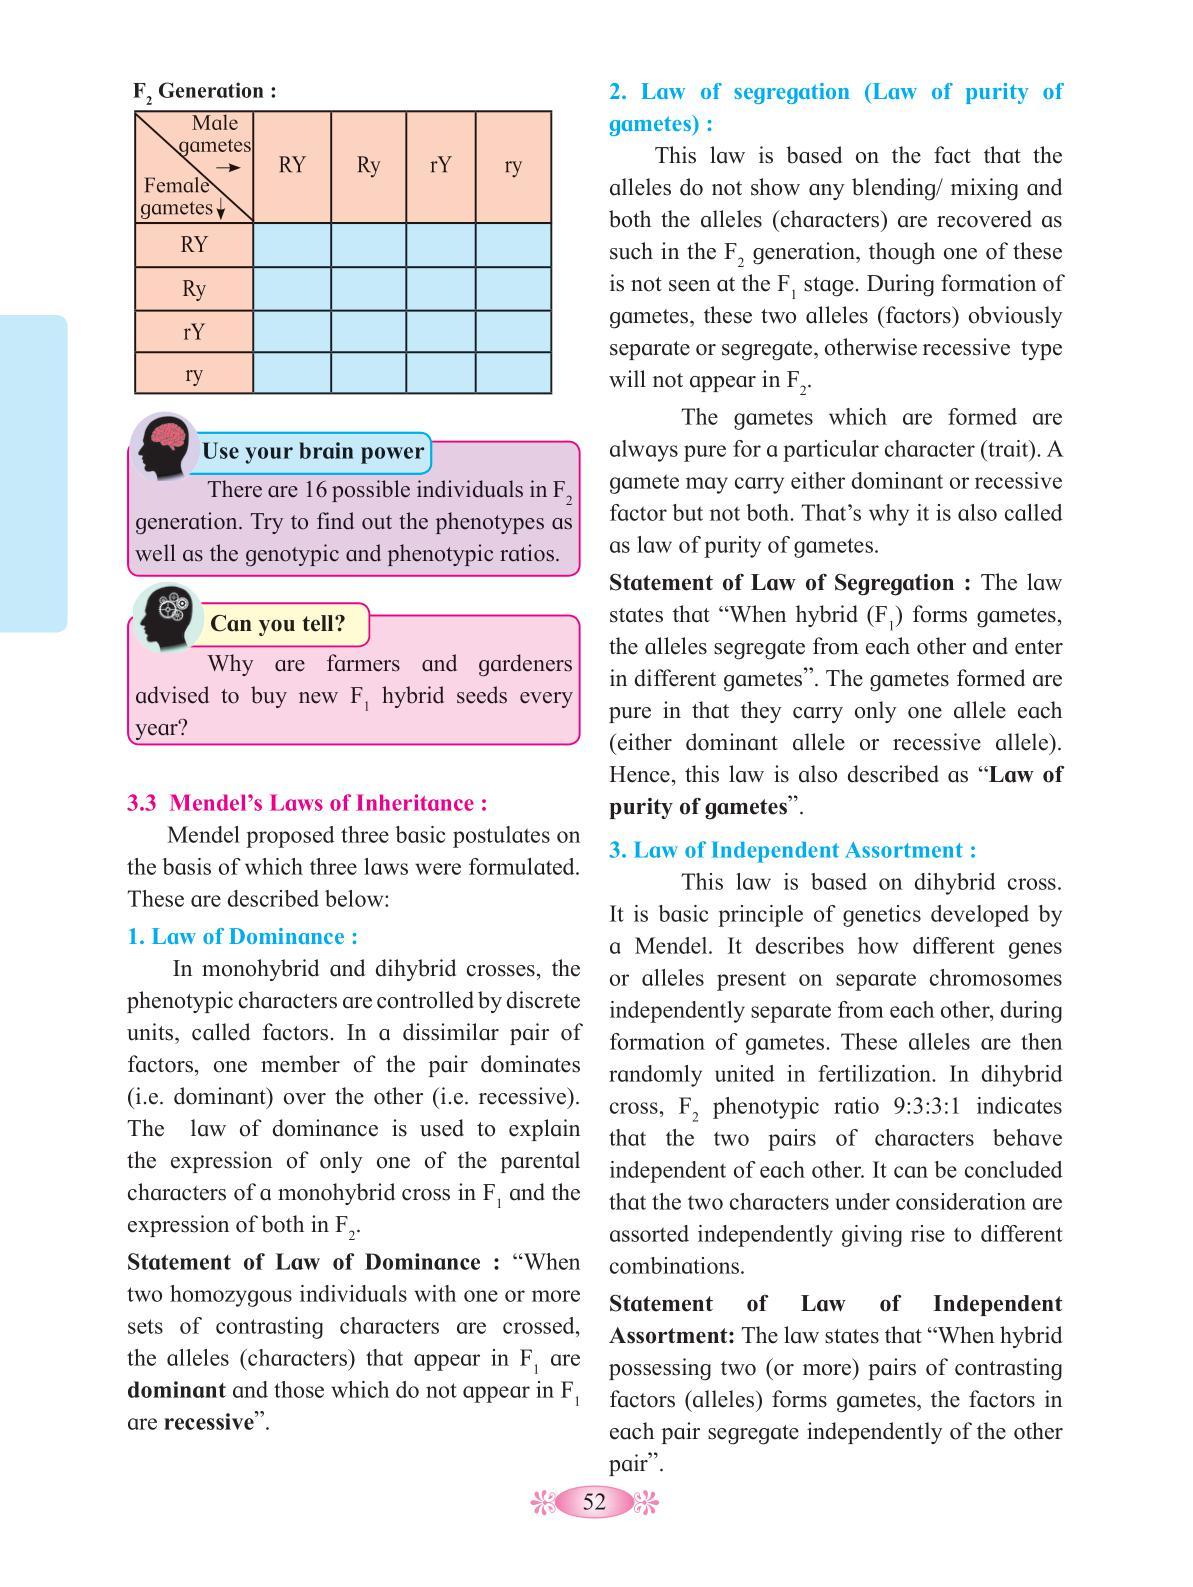 F2 Generation :
Male
gametes
→
Female
gametes ↓
RY
Ry
rY
ry
RY
Ry
rY
ry
Use your brain power
There are 16 possible individuals in F2
generation. Try to find out the phenotypes as
well as the genotypic and phenotypic ratios.
Can you tell?
Why are farmers and gardeners
advised to buy new F1 hybrid seeds every
year?
3.3 Mendel’s Laws of Inheritance :
Mendel proposed three basic postulates on
the basis of which three laws were formulated.
These are described below:
1. Law of Dominance :
In monohybrid and dihybrid crosses, the
phenotypic characters are controlled by discrete
units, called factors. In a dissimilar pair of
factors, one member of the pair dominates
(i.e. dominant) over the other (i.e. recessive).
The law of dominance is used to explain
the expression of only one of the parental
characters of a monohybrid cross in F1 and the
expression of both in F2.
Statement of Law of Dominance : “When
two homozygous individuals with one or more
sets of contrasting characters are crossed,
the alleles (characters) that appear in F1 are
dominant and those which do not appear in F1
are recessive”.
2. Law of segregation (Law of purity of
gametes) :
This law is based on the fact that the
alleles do not show any blending/ mixing and
both the alleles (characters) are recovered as
such in the F2 generation, though one of these
is not seen at the F1 stage. During formation of
gametes, these two alleles (factors) obviously
separate or segregate, otherwise recessive type
will not appear in F2.
The gametes which are formed are
always pure for a particular character (trait). A
gamete may carry either dominant or recessive
factor but not both. That’s why it is also called
as law of purity of gametes.
Statement of Law of Segregation : The law
states that “When hybrid (F1) forms gametes,
the alleles segregate from each other and enter
in different gametes”. The gametes formed are
pure in that they carry only one allele each
(either dominant allele or recessive allele).
Hence, this law is also described as “Law of
purity of gametes”.
3. Law of Independent Assortment :
This law is based on dihybrid cross.
It is basic principle of genetics developed by
a Mendel. It describes how different genes
or alleles present on separate chromosomes
independently separate from each other, during
formation of gametes. These alleles are then
randomly united in fertilization. In dihybrid
cross, F2 phenotypic ratio 9:3:3:1 indicates
that the two pairs of characters behave
independent of each other. It can be concluded
that the two characters under consideration are
assorted independently giving rise to different
combinations.
Statement of Law of Independent
Assortment: The law states that “When hybrid
possessing two (or more) pairs of contrasting
factors (alleles) forms gametes, the factors in
each pair segregate independently of the other
pair”.
52